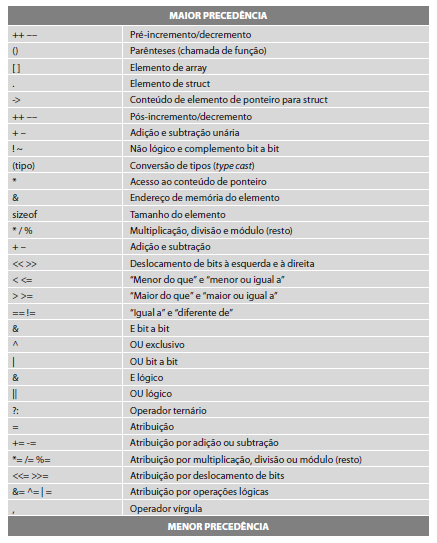 MAIOR PRECEDÊNCIA
++ −− Pré-incremento/decremento
() Parênteses (chamada de função)
[ ] Elemento de array
. Elemento de struct
-> Conteúdo de elemento de ponteiro para struct
++ −− Pós-incremento/decremento
+ − Adição e subtração unária
! ~ Não lógico e complemento bit a bit
(tipo) Conversão de tipos (type cast)
* Acesso ao conteúdo de ponteiro
& Endereço de memória do elemento
sizeof Tamanho do elemento
* / % Multiplicação, divisão e módulo (resto)
+ − Adição e subtração
<< >> Deslocamento de bits à esquerda e à direita
< <= “Menor do que” e “menor ou igual a”
> >= “Maior do que” e “maior ou igual a”
== != “Igual a” e “diferente de”
& E bit a bit
^ OU exclusivo
| OU bit a bit
& E lógico
|| OU lógico
?: Operador ternário
= Atribuição
+= -= Atribuição por adição ou subtração
*= /= %= Atribuição por multiplicação, divisão ou módulo (resto)
<<= >>= Atribuição por deslocamento de bits
&= ^= | = Atribuição por operações lógicas
, Operador vírgula
MENOR PRECEDÊNCIA